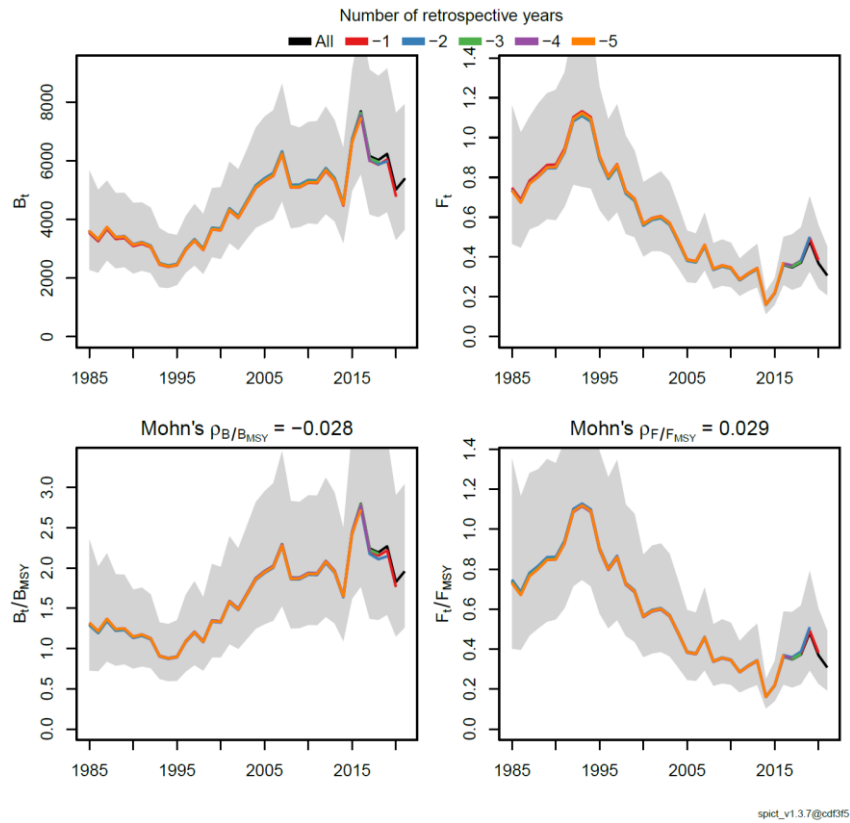 Number of retrospective years
All −1 −2 −3 −4 −5
8000
6000
4000
2000
0
Bt
1985 1995 2005 2015
1.4
1.2
1.0
0.8
0.6
0.4
0.2
0.0
Ft
1985 1995 2005 2015
Mohn's ρB/BMSY = −0.028
3.0
2.5
2.0
1.5
1.0
0.5
0.0
Bt/BMSY
1985 1995 2005 2015
Mohn's ρF/FMSY = 0.029
1.4
1.2
1.0
0.8
0.6
0.4
0.2
0.0
Ft/FMSY
1985 1995 2005 2015
spict_v1.3.7@cdf3f5